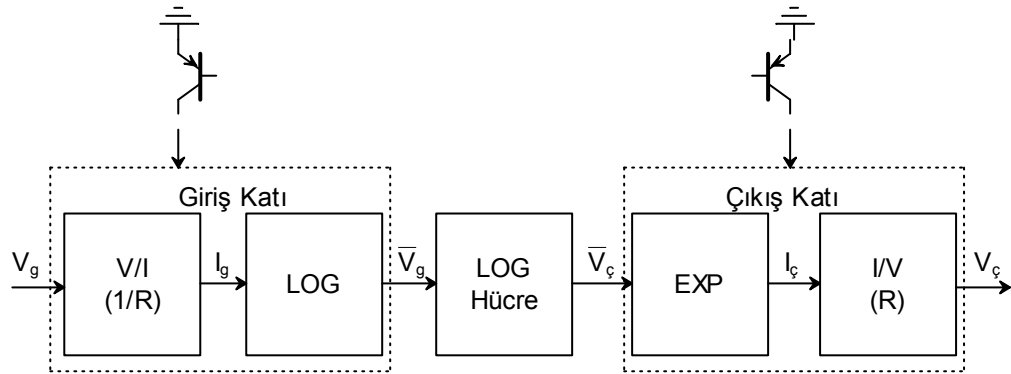 Giriş Katı
Çıkış Katı
V_g
V/I
(1/R)
I_g
LOG
V̅_g
LOG
Hücre
V̅_ç
EXP
I_ç
I/V
(R)
V_ç